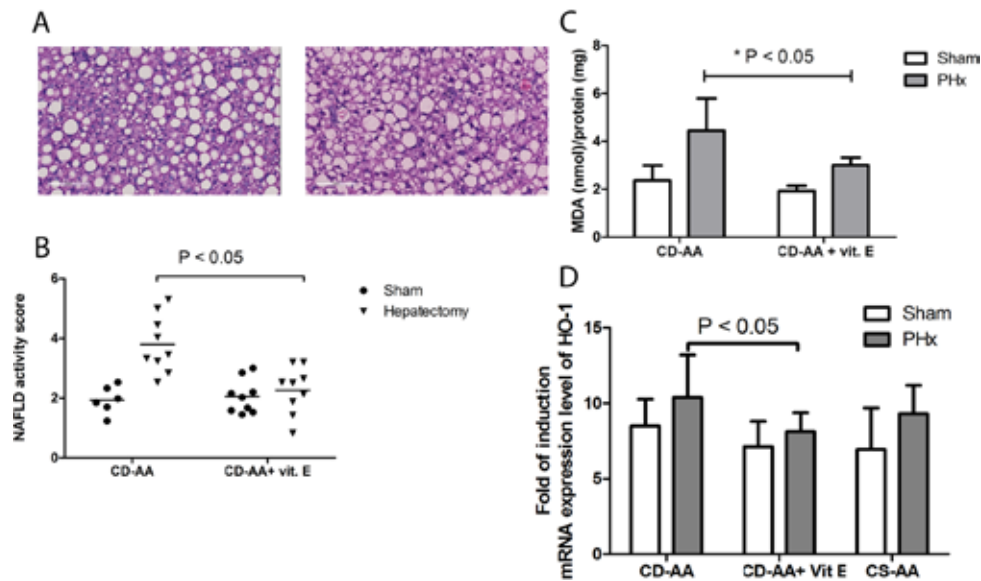 A
B
NAFLD activity score
6
4
2
0
P < 0.05
Sham
Hepatectomy
CD-AA
CD-AA+ vit. E
C
MDA (nmol)/protein (mg)
8
6
4
2
0
* P < 0.05
Sham
PHx
CD-AA
CD-AA + vit. E
D
Fold of induction
mRNA expression level of HO-1
15
10
5
0
P < 0.05
Sham
PHx
CD-AA
CD-AA+ Vit E
CS-AA